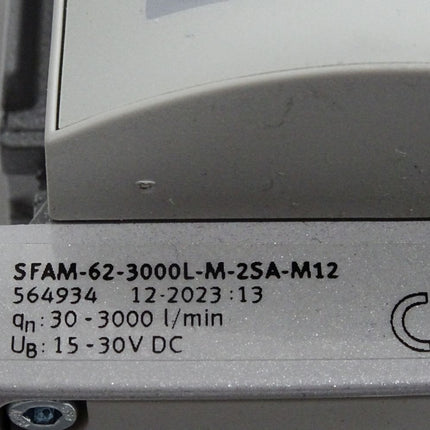 SFAM-62-3000L-M-2SA-M12
564934 12-2023:13
qn: 30-3000 l/min
UB: 15-30V DC